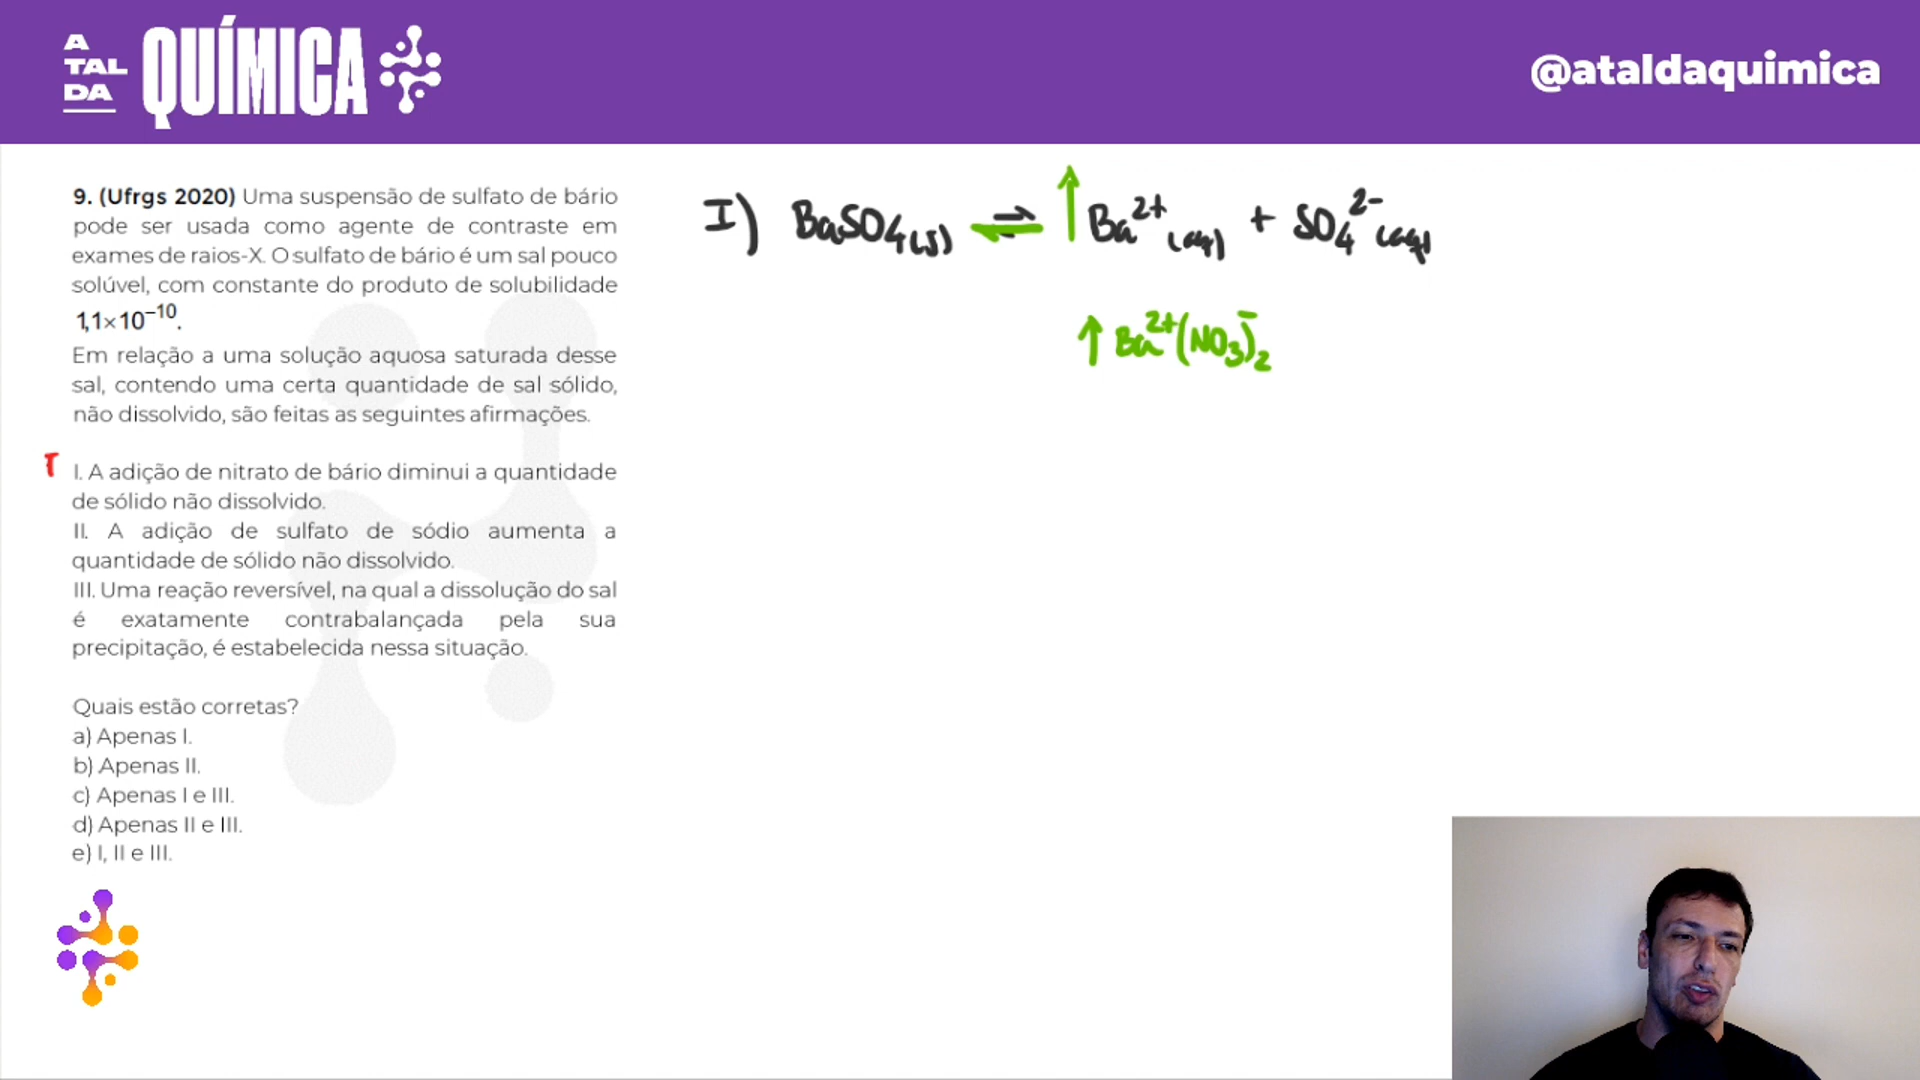 A
TAL
DA
QUÍMICA
@ataldaquimica
9. (Ufrgs 2020) Uma suspensão de sulfato de bário
pode ser usada como agente de contraste em
exames de raios-X. O sulfato de bário é um sal pouco
solúvel, com constante do produto de solubilidade
1,1×10⁻¹⁰.
Em relação a uma solução aquosa saturada desse
sal, contendo uma certa quantidade de sal sólido,
não dissolvido, são feitas as seguintes afirmações.
I. A adição de nitrato de bário diminui a quantidade
de sólido não dissolvido.
II. A adição de sulfato de sódio aumenta a
quantidade de sólido não dissolvido.
III. Uma reação reversível, na qual a dissolução do sal
é exatamente contrabalançada pela sua
precipitação, é estabelecida nessa situação.
Quais estão corretas?
a) Apenas I.
b) Apenas II.
c) Apenas I e III.
d) Apenas II e III.
e) I, II e III.
I) BaSO₄(s) ⇌ ↑ Ba²⁺(aq) + SO₄²⁻(aq)
↑ Ba²⁺(NO₃⁻)₂